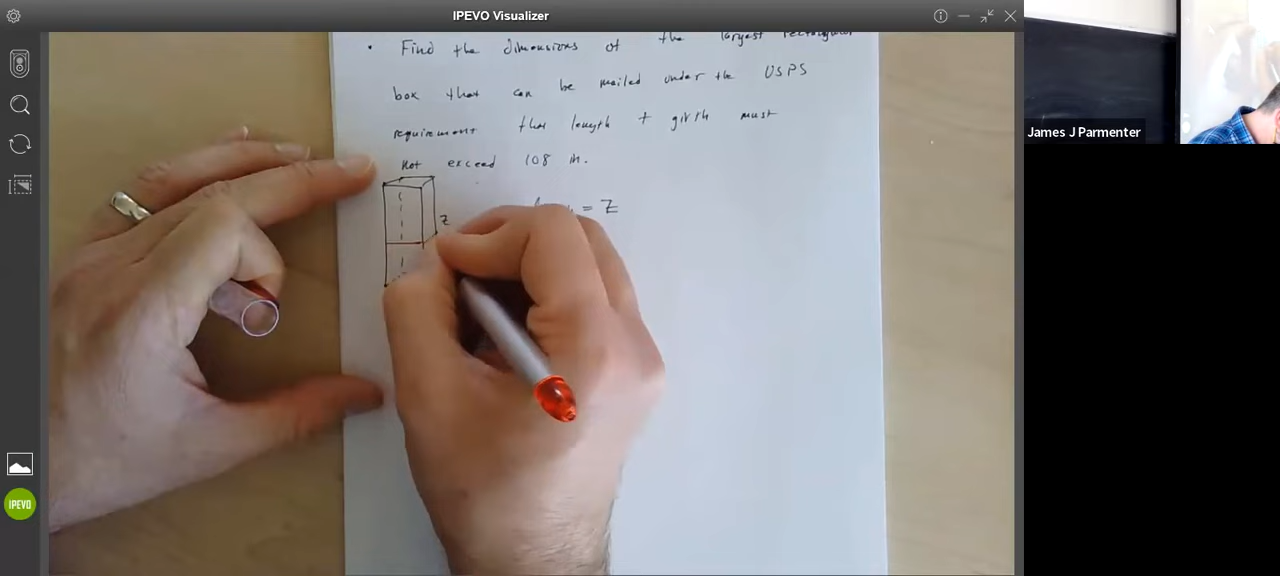 IPEVO Visualizer
• Find the dimensions of the largest rectangular
box that can be mailed under the USPS
requirement that length + girth must
not exceed 108 in.
= Z
z
James J Parmenter
IPEVO